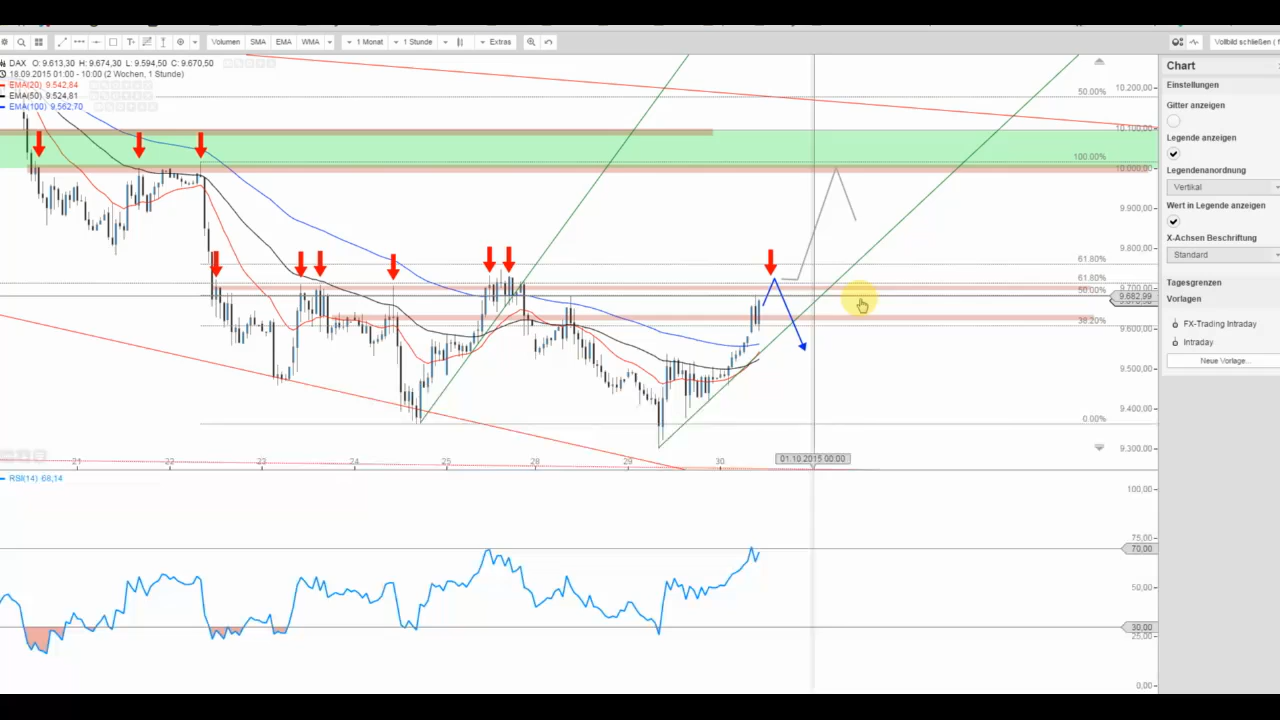 Volumen SMA EMA WMA 1 Monat 1 Stunde Extras Vollbild schließen (
DAX O: 9.613,30 H: 9.674,30 L: 9.594,50 C: 9.670,50
18.09.2015 01:00 - 10:00 (2 Wochen, 1 Stunde)
EMA(20) 9.542,84
EMA(50) 9.524,81
EMA(100) 9.562,70
50.00%
100.00%
61.80%
61.80%
50.00%
38.20%
0.00%
10.200,00
10.100,00
10.000,00
9.900,00
9.800,00
9.700,00
9.682,99
9.600,00
9.500,00
9.400,00
9.300,00
21 22 23 24 25 28 29 30
01.10.2015 00:00
RSI(14) 68,14
100,00
75,00
70,00
50,00
30,00
25,00
0,00
Chart
Einstellungen
Gitter anzeigen
Legende anzeigen
Legendenanordnung
Vertikal
Wert in Legende anzeigen
X-Achsen Beschriftung
Standard
Tagesgrenzen
Vorlagen
FX-Trading Intraday
Intraday
Neue Vorlage...